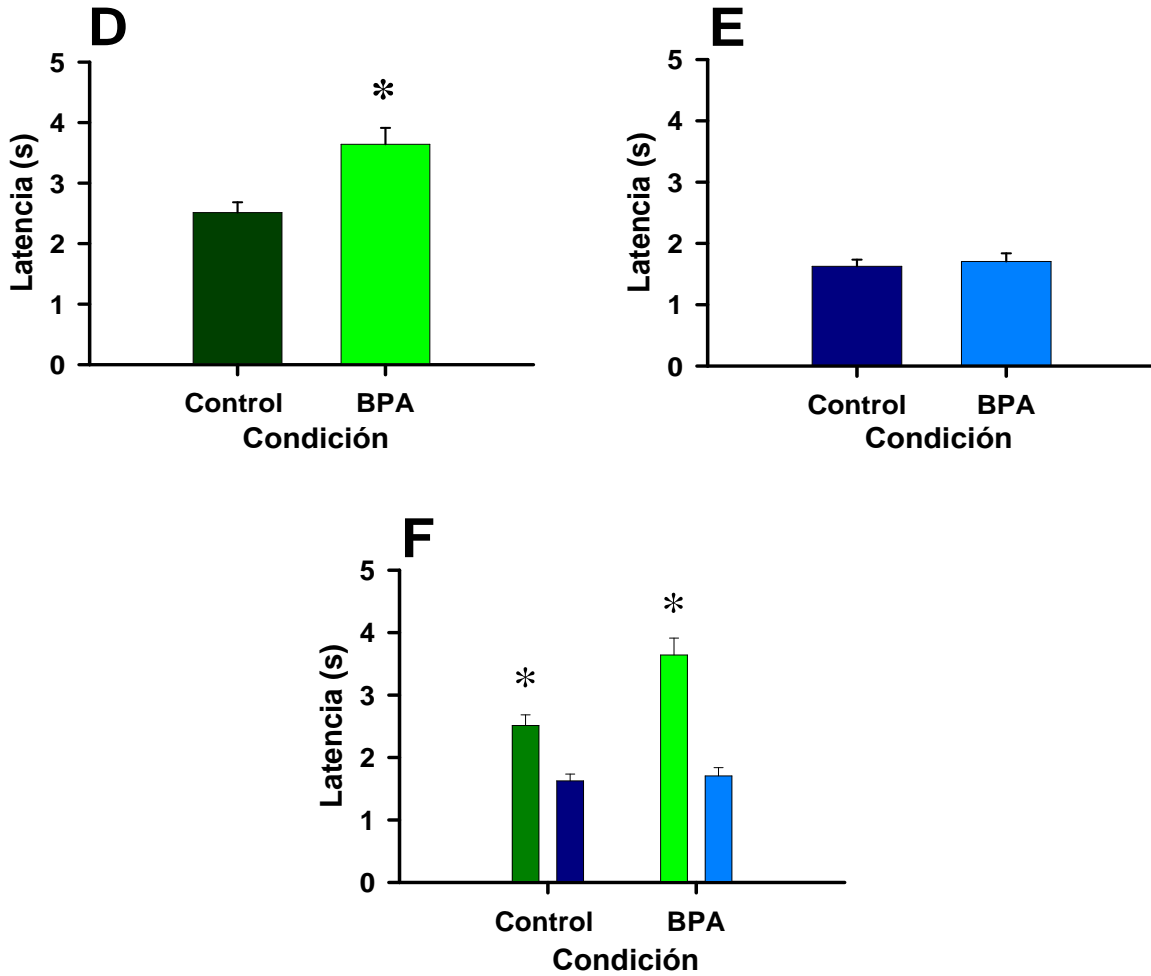 D
5
4
3
2
1
0
Latencia (s)
*
Control BPA
Condición
E
5
4
3
2
1
0
Latencia (s)
Control BPA
Condición
F
5
4
3
2
1
0
Latencia (s)
*
*
Control BPA
Condición